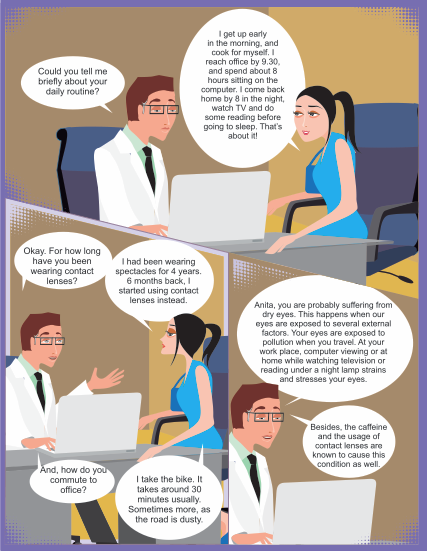 Could you tell me
briefly about your
daily routine?
I get up early
in the morning, and
cook for myself. I
reach office by 9.30,
and spend about 8
hours sitting on the
computer. I come back
home by 8 in the night,
watch TV and do
some reading before
going to sleep. That's
about it!
Okay. For how long
have you been
wearing contact
lenses?
I had been wearing
spectacles for 4 years.
6 months back, I
started using contact
lenses instead.
And, how do you
commute to
office?
I take the bike. It
takes around 30
minutes usually.
Sometimes more, as
the road is dusty.
Anita, you are probably suffering from
dry eyes. This happens when our
eyes are exposed to several external
factors. Your eyes are exposed to
pollution when you travel. At your
work place, computer viewing or at
home while watching television or
reading under a night lamp strains
and stresses your eyes.
Besides, the caffeine
and the usage of
contact lenses are
known to cause this
condition as well.